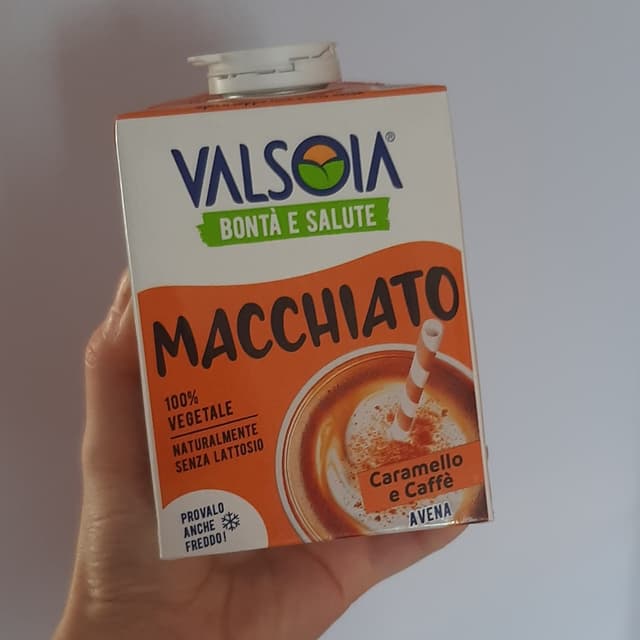 VALSOIA®
BONTÀ E SALUTE
MACCHIATO
100%
VEGETALE
NATURALMENTE
SENZA LATTOSIO
Caramello
e Caffè
AVENA
PROVALO
ANCHE
FREDDO!